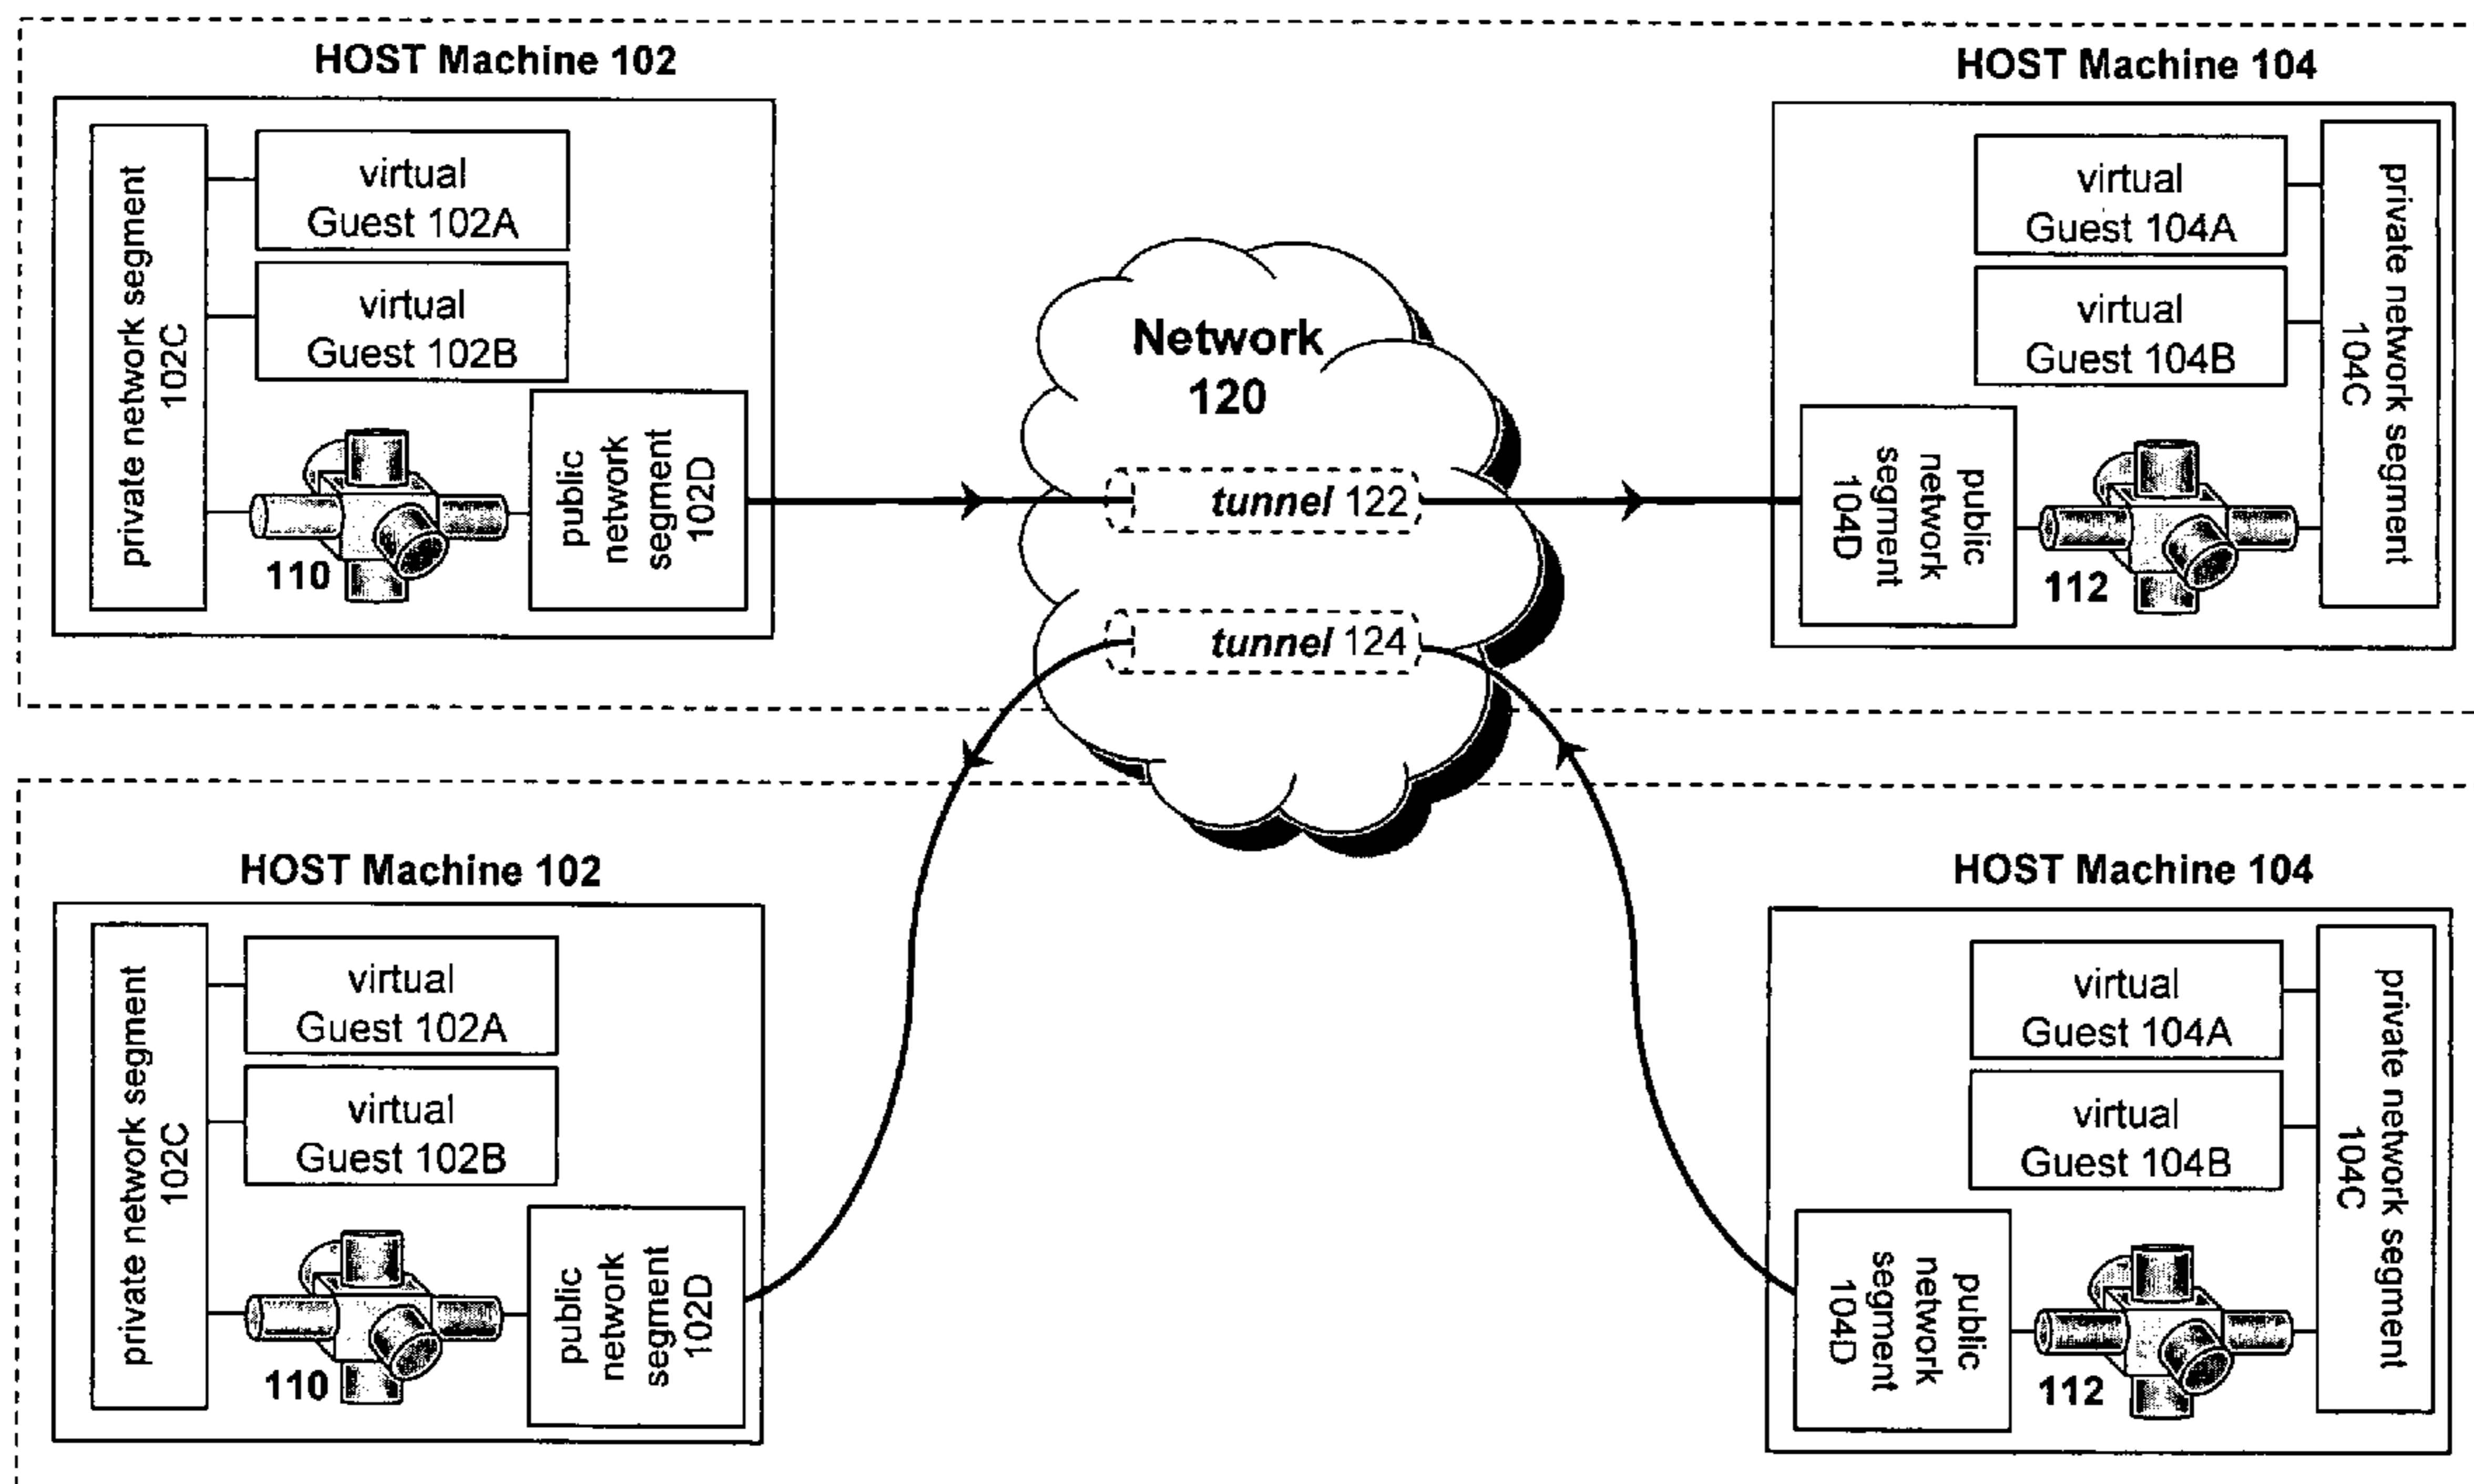 HOST Machine 102
private network segment
102C
virtual
Guest 102A
virtual
Guest 102B
110
public
network
segment
102D
Network
120
tunnel 122
tunnel 124
HOST Machine 104
virtual
Guest 104A
virtual
Guest 104B
private network segment
104C
public
network
segment
104D
112
HOST Machine 102
private network segment
102C
virtual
Guest 102A
virtual
Guest 102B
110
public
network
segment
102D
HOST Machine 104
virtual
Guest 104A
virtual
Guest 104B
private network segment
104C
public
network
segment
104D
112